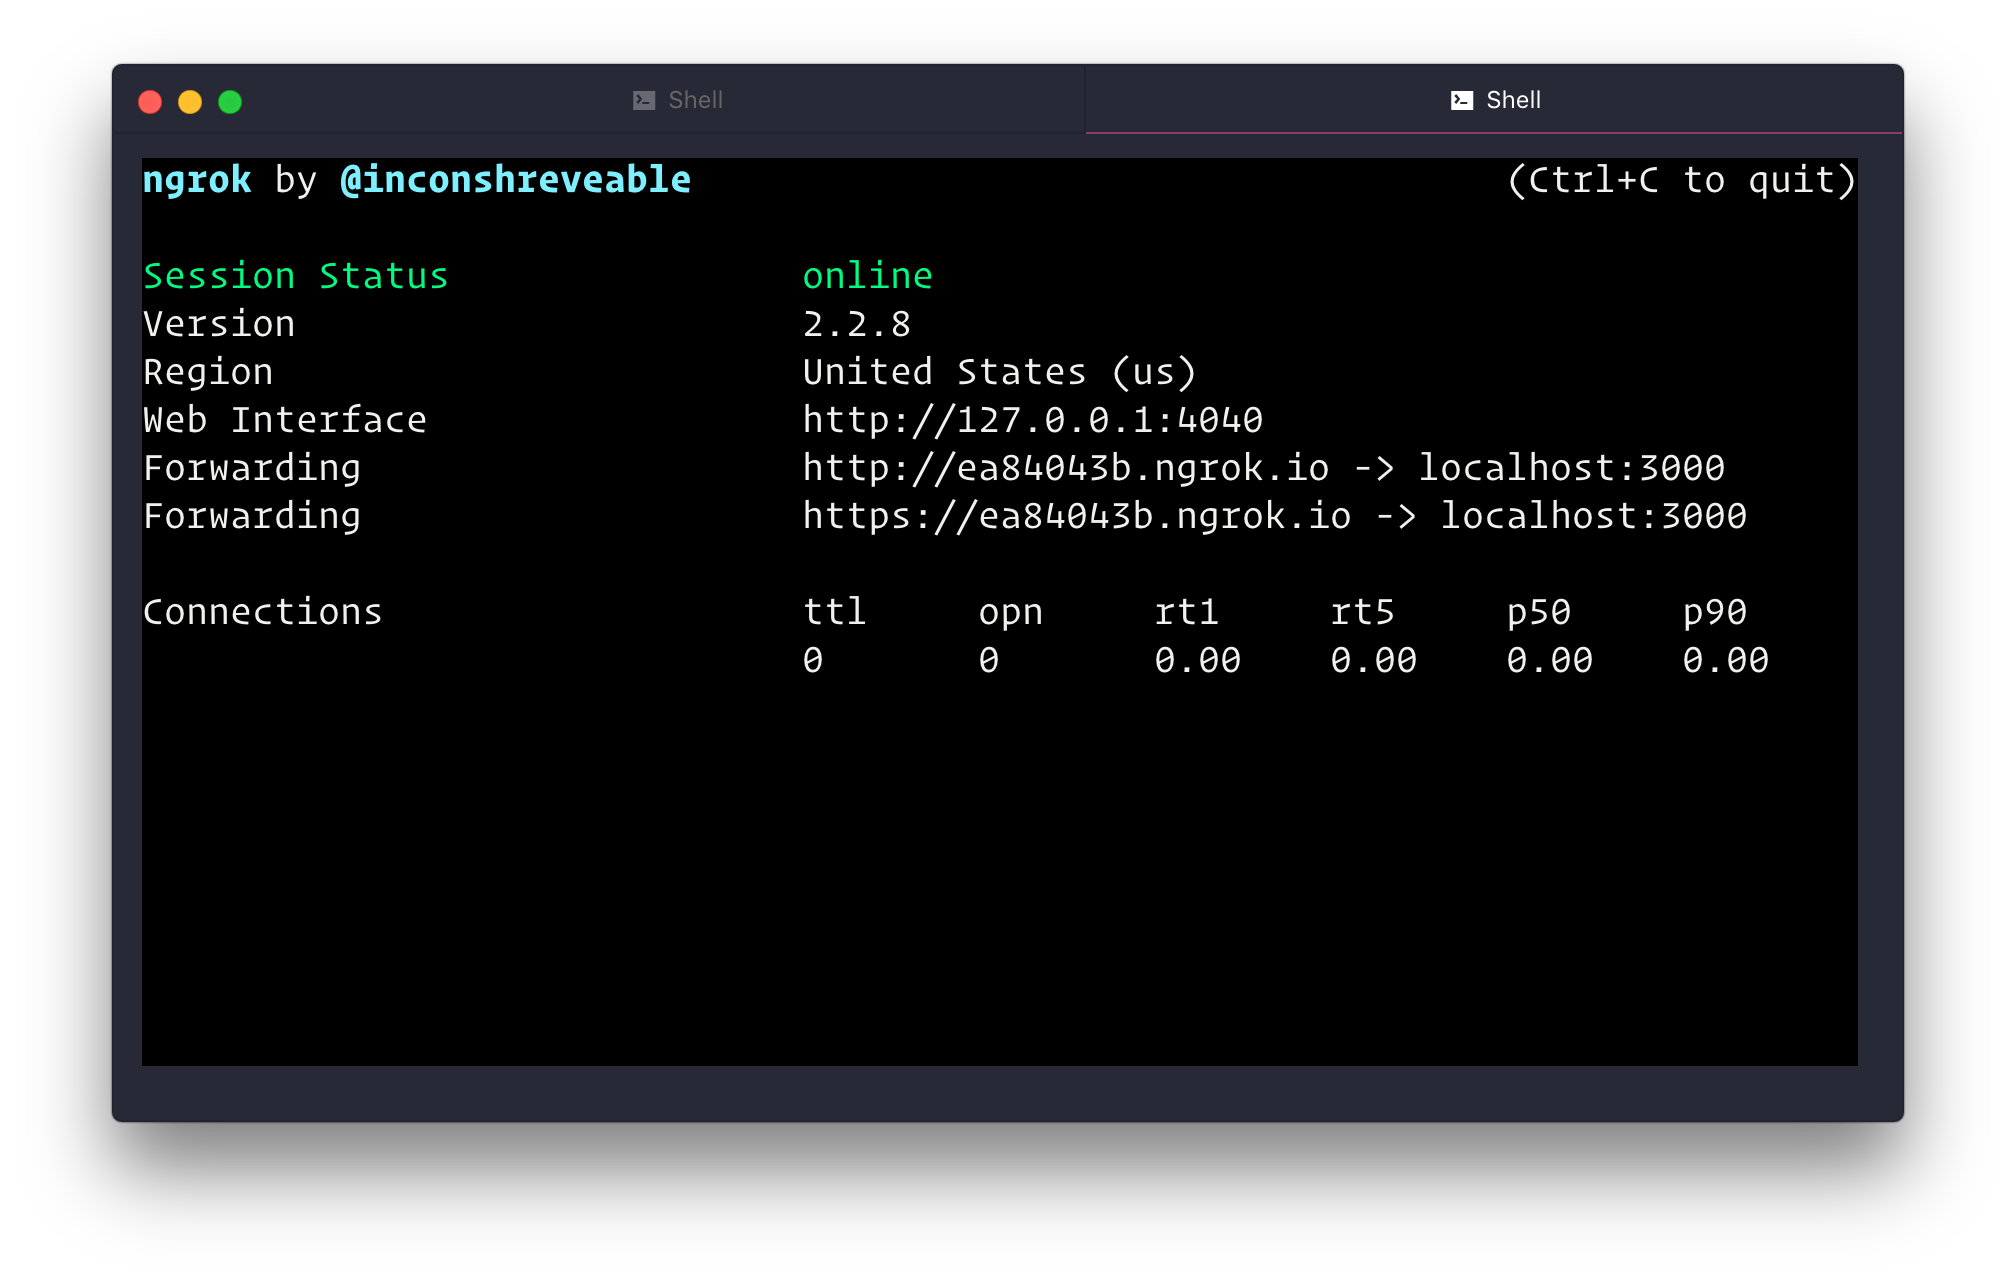 Shell Shell
ngrok by @inconshreveable (Ctrl+C to quit)
Session Status online
Version 2.2.8
Region United States (us)
Web Interface http://127.0.0.1:4040
Forwarding http://ea84043b.ngrok.io -> localhost:3000
Forwarding https://ea84043b.ngrok.io -> localhost:3000
Connections ttl opn rt1 rt5 p50 p90
0 0 0.00 0.00 0.00 0.00